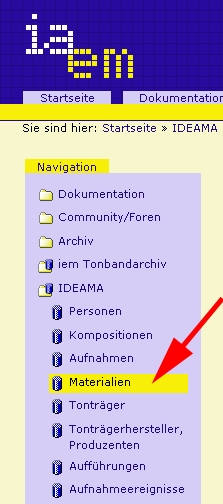 iaem
Startseite Dokumentation
Sie sind hier: Startseite » IDEAMA
Navigation
Dokumentation
Community/Foren
Archiv
iem Tonbandarchiv
IDEAMA
Personen
Kompositionen
Aufnahmen
Materialien
Tonträger
Tonträgerhersteller,
Produzenten
Aufführungen
Aufnahmeereignisse